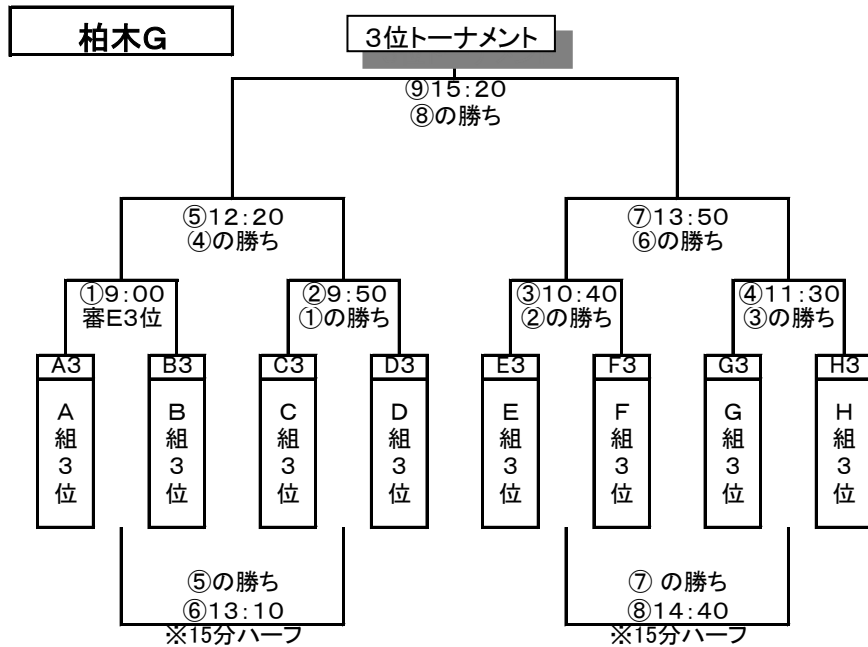 柏木G
３位トーナメント
⑨１５：２０
⑧の勝ち
⑤１２：２０
④の勝ち
⑦１３：５０
⑥の勝ち
①９：００
審Ｅ３位
②９：５０
①の勝ち
③１０：４０
②の勝ち
④１１：３０
③の勝ち
Ａ３
Ｂ３
Ｃ３
Ｄ３
Ｅ３
Ｆ３
Ｇ３
Ｈ３
Ａ組３位
Ｂ組３位
Ｃ組３位
Ｄ組３位
Ｅ組３位
Ｆ組３位
Ｇ組３位
Ｈ組３位
⑤の勝ち
⑥１３：１０
※15分ハーフ
⑦ の勝ち
⑧１４：４０
※15分ハーフ